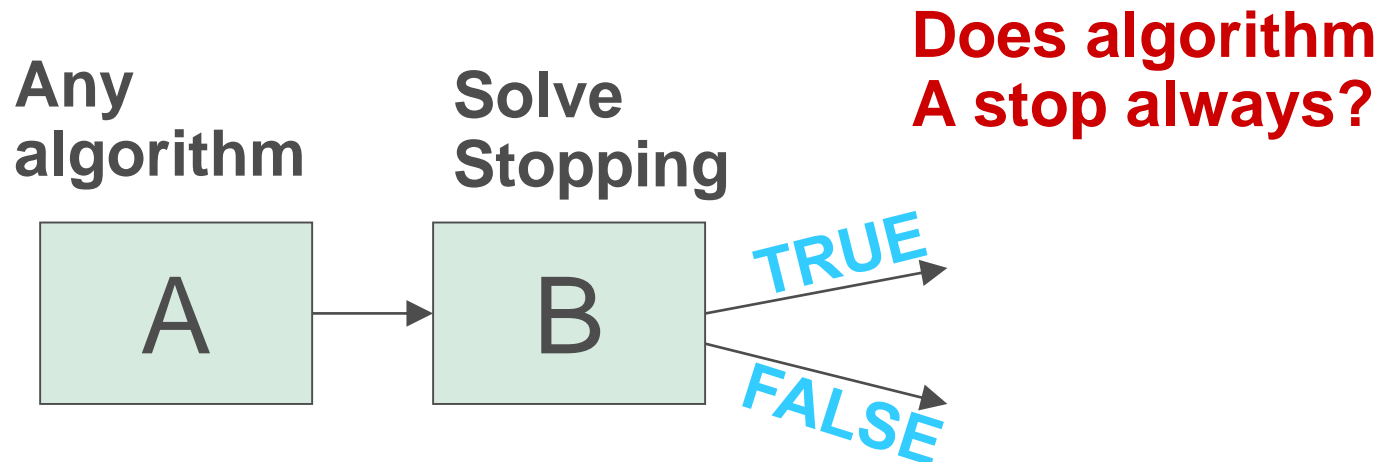 Does algorithm
A stop always?
Any
algorithm
Solve
Stopping
A
B
TRUE
FALSE